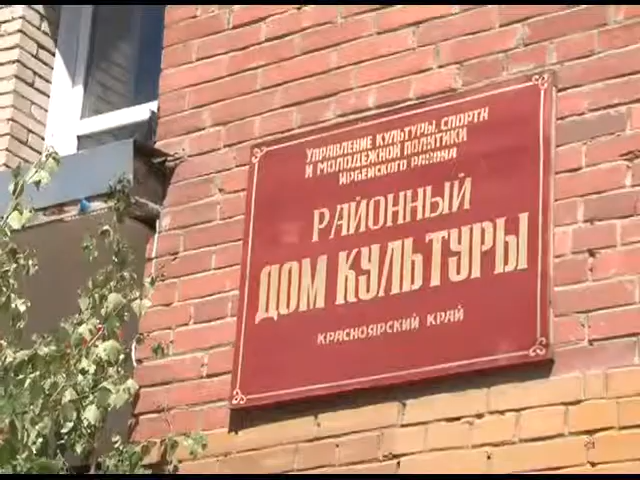 УПРАВЛЕНИЕ КУЛЬТУРЫ, СПОРТА
И МОЛОДЕЖНОЙ ПОЛИТИКИ
ИРБЕЙСКОГО РАЙОНА
РАЙОННЫЙ
ДОМ КУЛЬТУРЫ
КРАСНОЯРСКИЙ КРАЙ